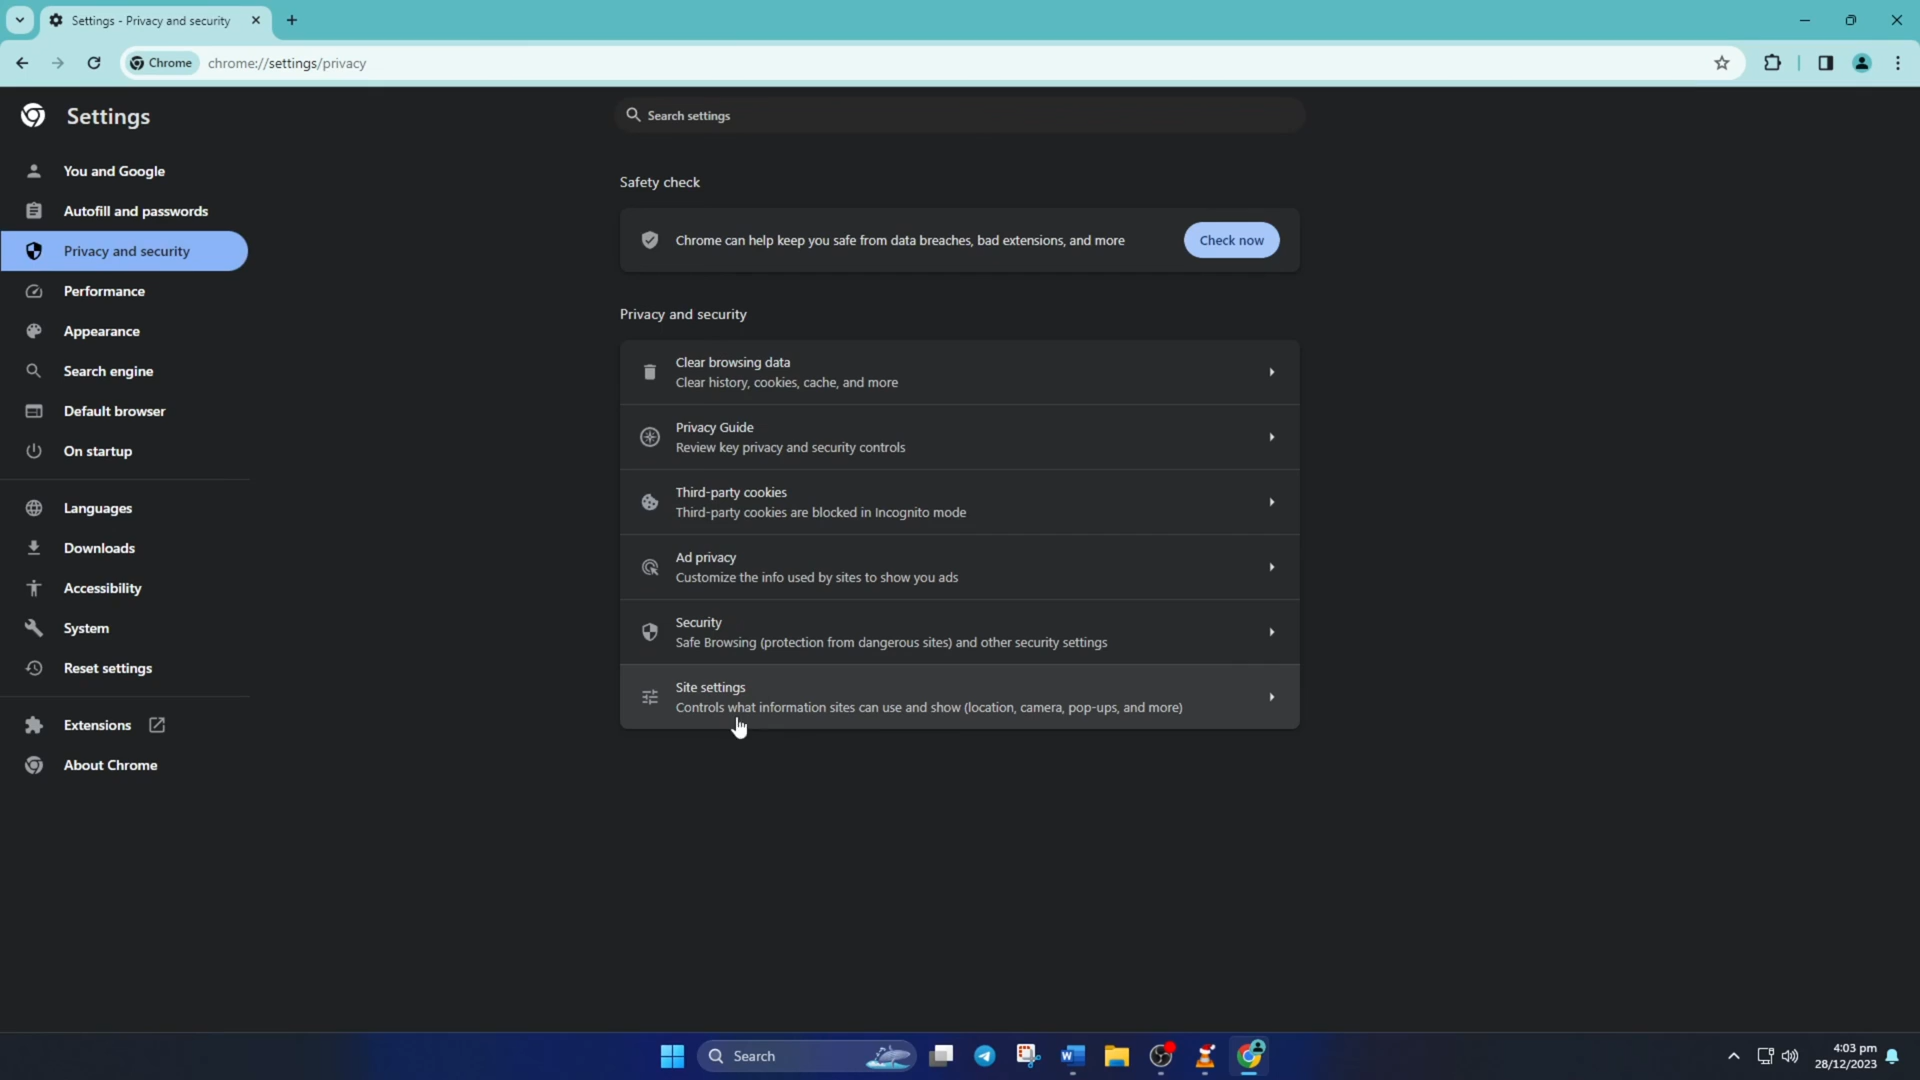 Settings - Privacy and security
Chrome
chrome://settings/privacy
Settings
Search settings
You and Google
Autofill and passwords
Privacy and security
Performance
Appearance
Search engine
Default browser
On startup
Languages
Downloads
Accessibility
System
Reset settings
Extensions
About Chrome
Safety check
Chrome can help keep you safe from data breaches, bad extensions, and more
Check now
Privacy and security
Clear browsing data
Clear history, cookies, cache, and more
Privacy Guide
Review key privacy and security controls
Third-party cookies
Third-party cookies are blocked in Incognito mode
Ad privacy
Customize the info used by sites to show you ads
Security
Safe Browsing (protection from dangerous sites) and other security settings
Site settings
Controls what information sites can use and show (location, camera, pop-ups, and more)
Search
4:03 pm
28/12/2023